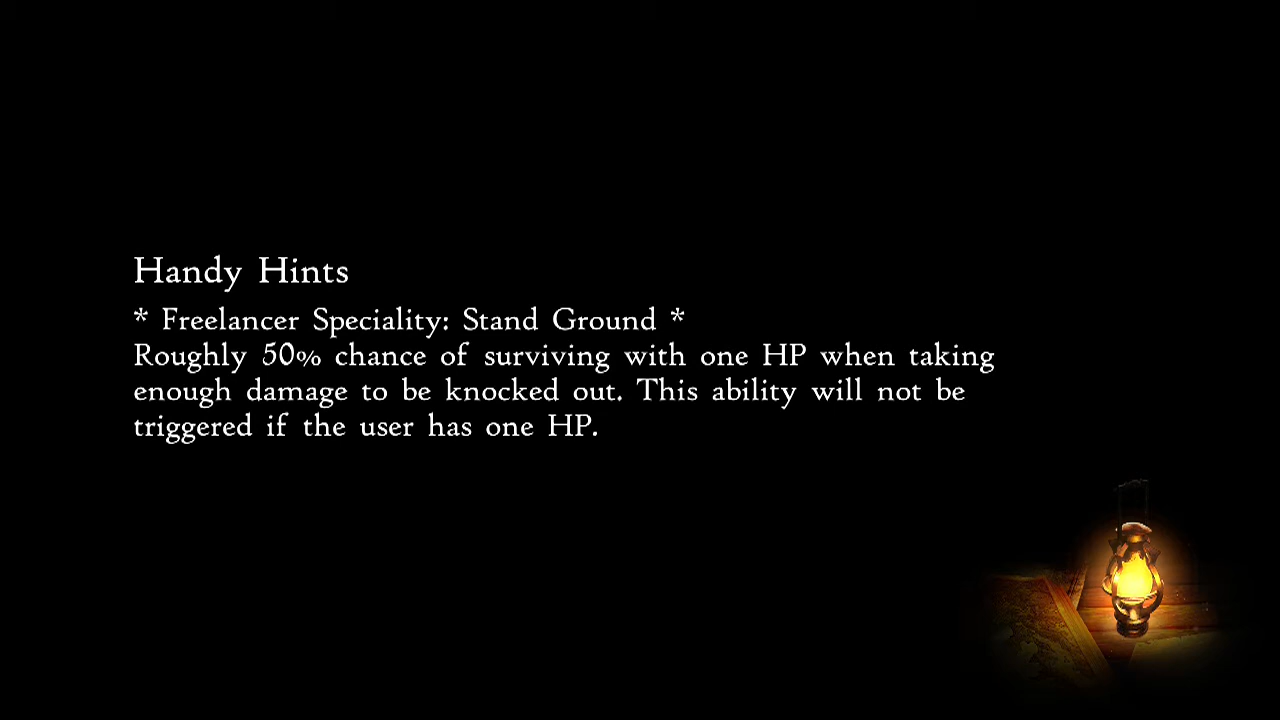 Handy Hints
* Freelancer Speciality: Stand Ground *
Roughly 50% chance of surviving with one HP when taking
enough damage to be knocked out. This ability will not be
triggered if the user has one HP.